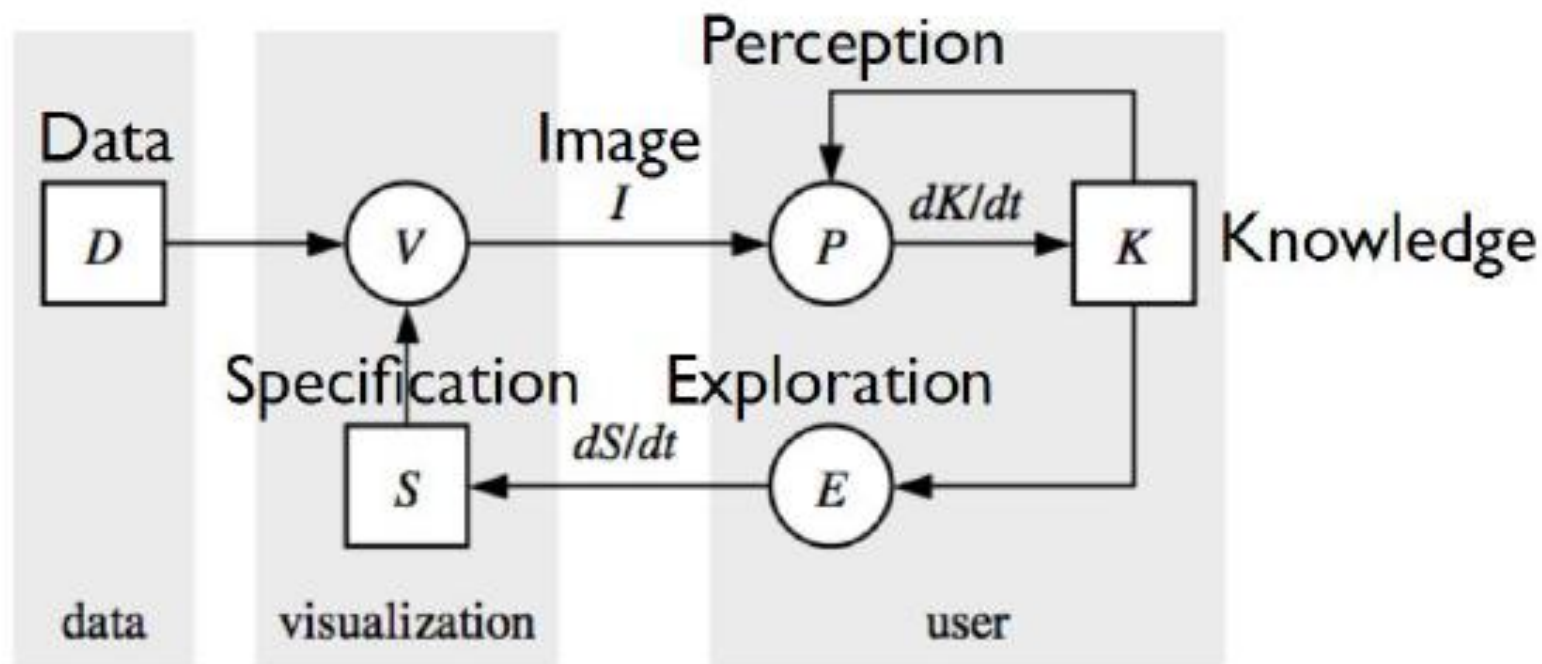 Perception
Data
Image
I
dK/dt
D
V
P
K
Knowledge
Specification
Exploration
dS/dt
S
E
data
visualization
user